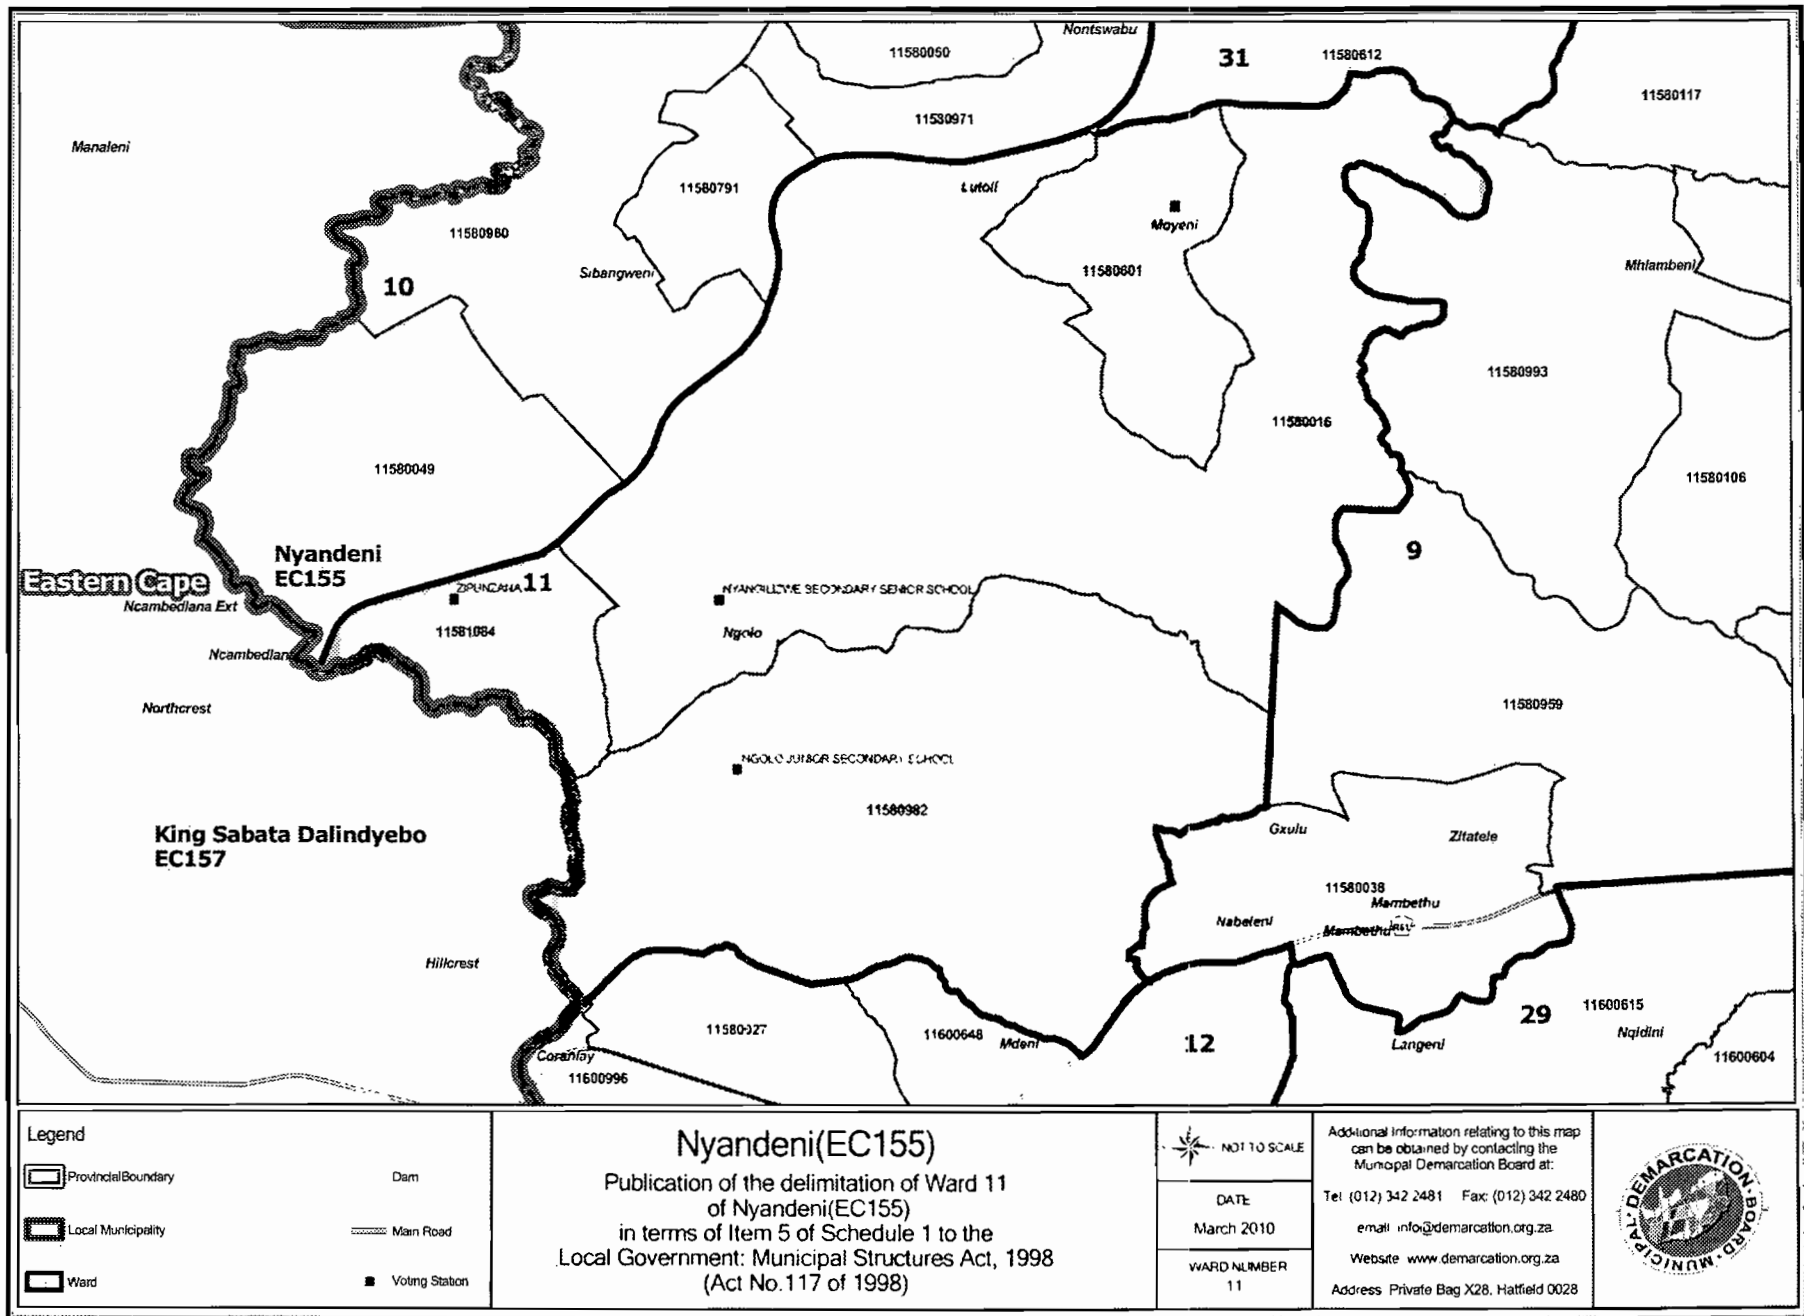 Nontswabu
11580050
31
11580612
11580117
11580971
Manaleni
11580791
Lutoli
Moyeni
11580980
Sibangweni
11580601
Mhlambeni
10
11580993
11580016
11580049
11580106
Nyandeni
EC155
9
Eastern Cape
Ncambedlana Ext
ZIPUNZANA
11
11581084
Ngolo
Ncambedlana
Northcrest
11580959
NGOLO JUNIOR SECONDARY SCHOOL
11580982
King Sabata Dalindyebo
EC157
Gxulu
Zitatele
11580038
Mambethu
Nabeleni
Mambethu
Hillcrest
11580027
11600648
Mdeni
12
29
11600615
Nqidini
Langeni
11600604
Coranlay
11600996
Legend
Provincial Boundary
Dam
Local Municipality
Main Road
Ward
Voting Station
Nyandeni(EC155)
Publication of the delimitation of Ward 11
of Nyandeni(EC155)
in terms of Item 5 of Schedule 1 to the
Local Government: Municipal Structures Act, 1998
(Act No.117 of 1998)
NOT TO SCALE
DATE
March 2010
WARD NUMBER
11
Additional information relating to this map
can be obtained by contacting the
Municipal Demarcation Board at:
Tel: (012) 342 2481 Fax: (012) 342 2480
email info@demarcation.org.za
Website www.demarcation.org.za
Address Private Bag X28, Hatfield 0028
MUNICIPAL DEMARCATION BOARD